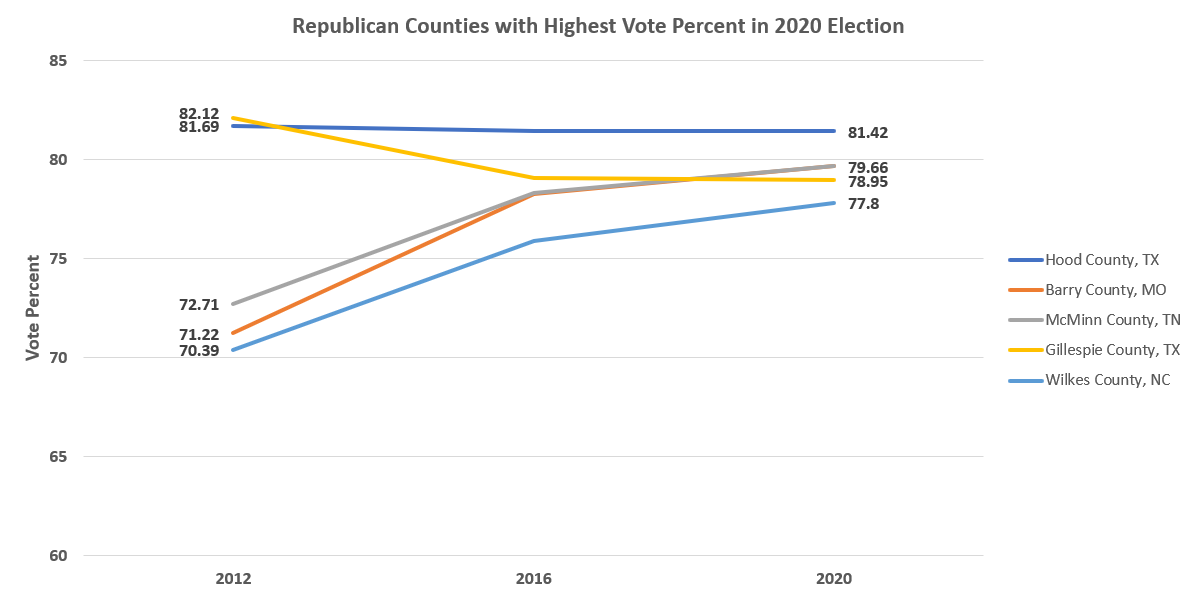 Republican Counties with Highest Vote Percent in 2020 Election
85
80
75
70
65
60
Vote Percent
82.12
81.69
72.71
71.22
70.39
81.42
79.66
78.95
77.8
2012
2016
2020
Hood County, TX
Barry County, MO
McMinn County, TN
Gillespie County, TX
Wilkes County, NC